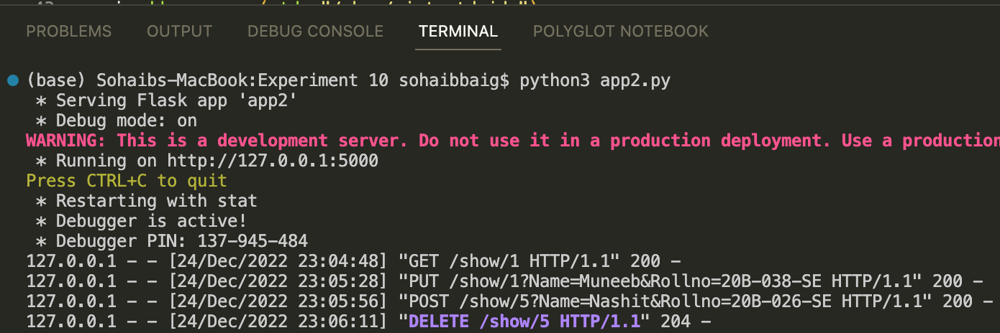 PROBLEMS OUTPUT DEBUG CONSOLE TERMINAL POLYGLOT NOTEBOOK
(base) Sohaibs-MacBook:Experiment 10 sohaibbaig$ python3 app2.py
* Serving Flask app 'app2'
* Debug mode: on
WARNING: This is a development server. Do not use it in a production deployment. Use a production
* Running on http://127.0.0.1:5000
Press CTRL+C to quit
* Restarting with stat
* Debugger is active!
* Debugger PIN: 137-945-484
127.0.0.1 - - [24/Dec/2022 23:04:48] "GET /show/1 HTTP/1.1" 200 -
127.0.0.1 - - [24/Dec/2022 23:05:28] "PUT /show/1?Name=Muneeb&Rollno=20B-038-SE HTTP/1.1" 200 -
127.0.0.1 - - [24/Dec/2022 23:05:56] "POST /show/5?Name=Nashit&Rollno=20B-026-SE HTTP/1.1" 200 -
127.0.0.1 - - [24/Dec/2022 23:06:11] "DELETE /show/5 HTTP/1.1" 204 -